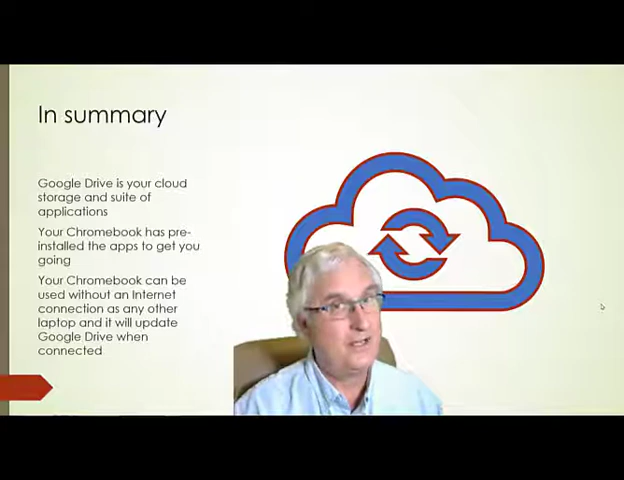 In summary
Google Drive is your cloud
storage and suite of
applications
Your Chromebook has pre-
installed the apps to get you
going
Your Chromebook can be
used without an Internet
connection as any other
laptop and it will update
Google Drive when
connected